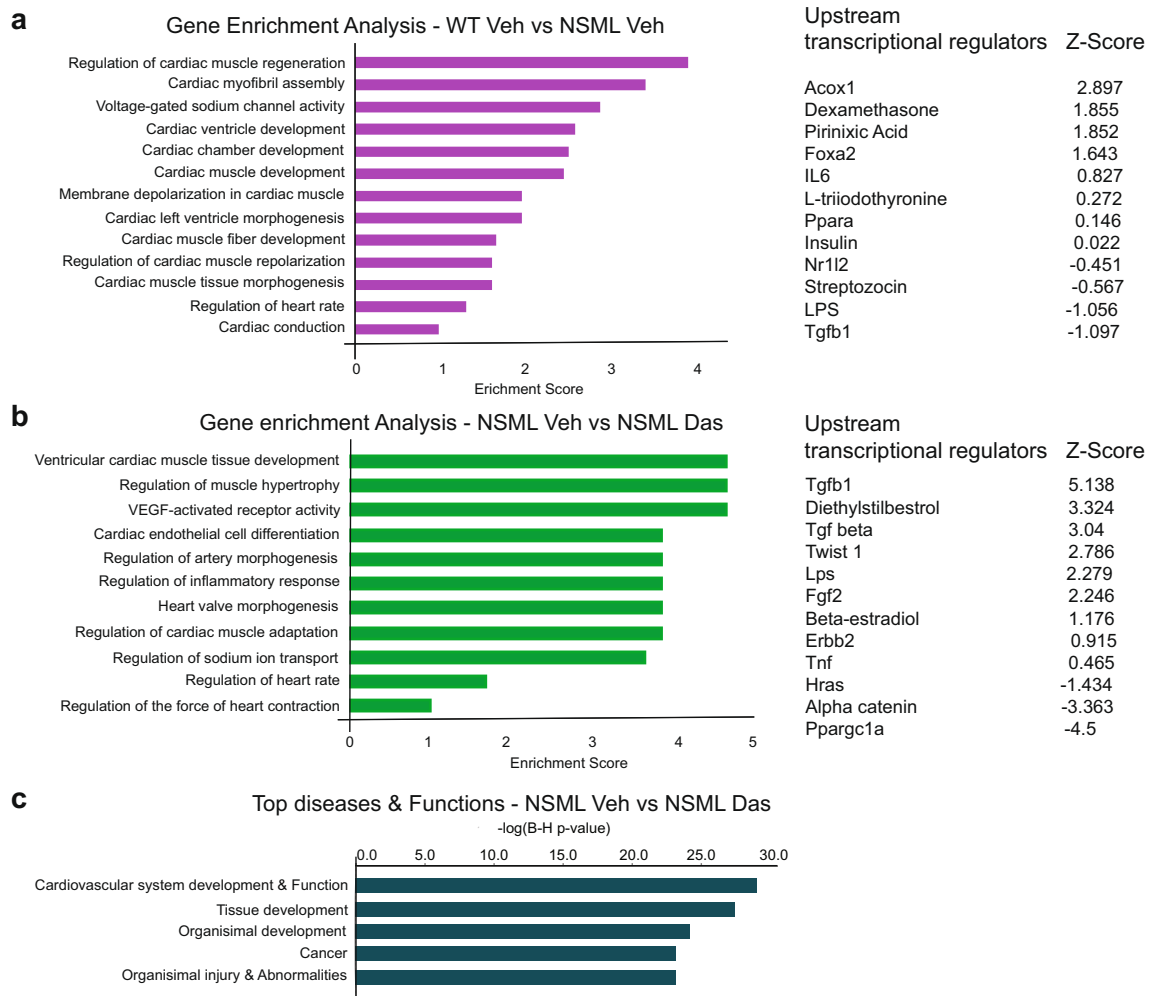 a
Gene Enrichment Analysis - WT Veh vs NSML Veh
Regulation of cardiac muscle regeneration
Cardiac myofibril assembly
Voltage-gated sodium channel activity
Cardiac ventricle development
Cardiac chamber development
Cardiac muscle development
Membrane depolarization in cardiac muscle
Cardiac left ventricle morphogenesis
Cardiac muscle fiber development
Regulation of cardiac muscle repolarization
Cardiac muscle tissue morphogenesis
Regulation of heart rate
Cardiac conduction
0 1 2 3 4
Erichment Score
Upstream
transcriptional regulators Z-Score
Acox1 2.897
Dexamethasone 1.855
Pirinixic Acid 1.852
Foxa2 1.643
IL6 0.827
L-triiodothyronine 0.272
Ppara 0.146
Insulin 0.022
Nr1I2 -0.451
Streptozocin -0.567
LPS -1.056
Tgfb1 -1.097
b
Gene enrichment Analysis - NSML Veh vs NSML Das
Ventricular cardiac muscle tissue development
Regulation of muscle hypertrophy
VEGF-activated receptor activity
Cardiac endothelial cell differentiation
Regulation of artery morphogenesis
Regulation of inflammatory response
Heart valve morphogenesis
Regulation of cardiac muscle adaptation
Regulation of sodium ion transport
Regulation of heart rate
Regulation of the force of heart contraction
0 1 2 3 4 5
Enrichment Score
Upstream
transcriptional regulators Z-Score
Tgfb1 5.138
Diethylstilbestrol 3.324
Tgf beta 3.04
Twist 1 2.786
Lps 2.279
Fgf2 2.246
Beta-estradiol 1.176
Erbb2 0.915
Tnf 0.465
Hras -1.434
Alpha catenin -3.363
Ppargc1a -4.5
c
Top diseases & Functions - NSML Veh vs NSML Das
-log(B-H p-value)
0.0 5.0 10.0 15.0 20.0 25.0 30.0
Cardiovascular system development & Function
Tissue development
Organisimal development
Cancer
Organisimal injury & Abnormalities